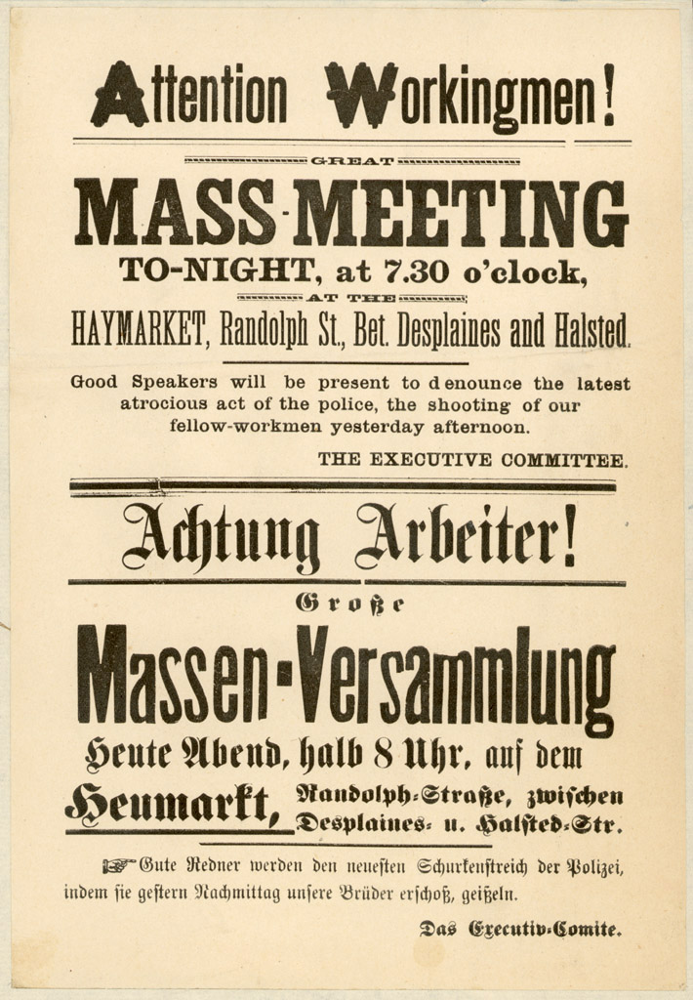 Attention Workingmen!
GREAT
MASS-MEETING
TO-NIGHT, at 7.30 o'clock,
AT THE
HAYMARKET, Randolph St., Bet. Desplaines and Halsted.
Good Speakers will be present to denounce the latest
atrocious act of the police, the shooting of our
fellow-workmen yesterday afternoon.
THE EXECUTIVE COMMITTEE.
Achtung Arbeiter!
Große
Massen-Versammlung
Heute Abend, halb 8 Uhr, auf dem
Heumarkt, Randolph-Straße, zwischen
Desplaines- u. Halsted-Str.
☞ Gute Redner werden den neuesten Schurkenstreich der Polizei,
indem sie gestern Nachmittag unsere Brüder erschoß, geißeln.
Das Executiv-Comite.